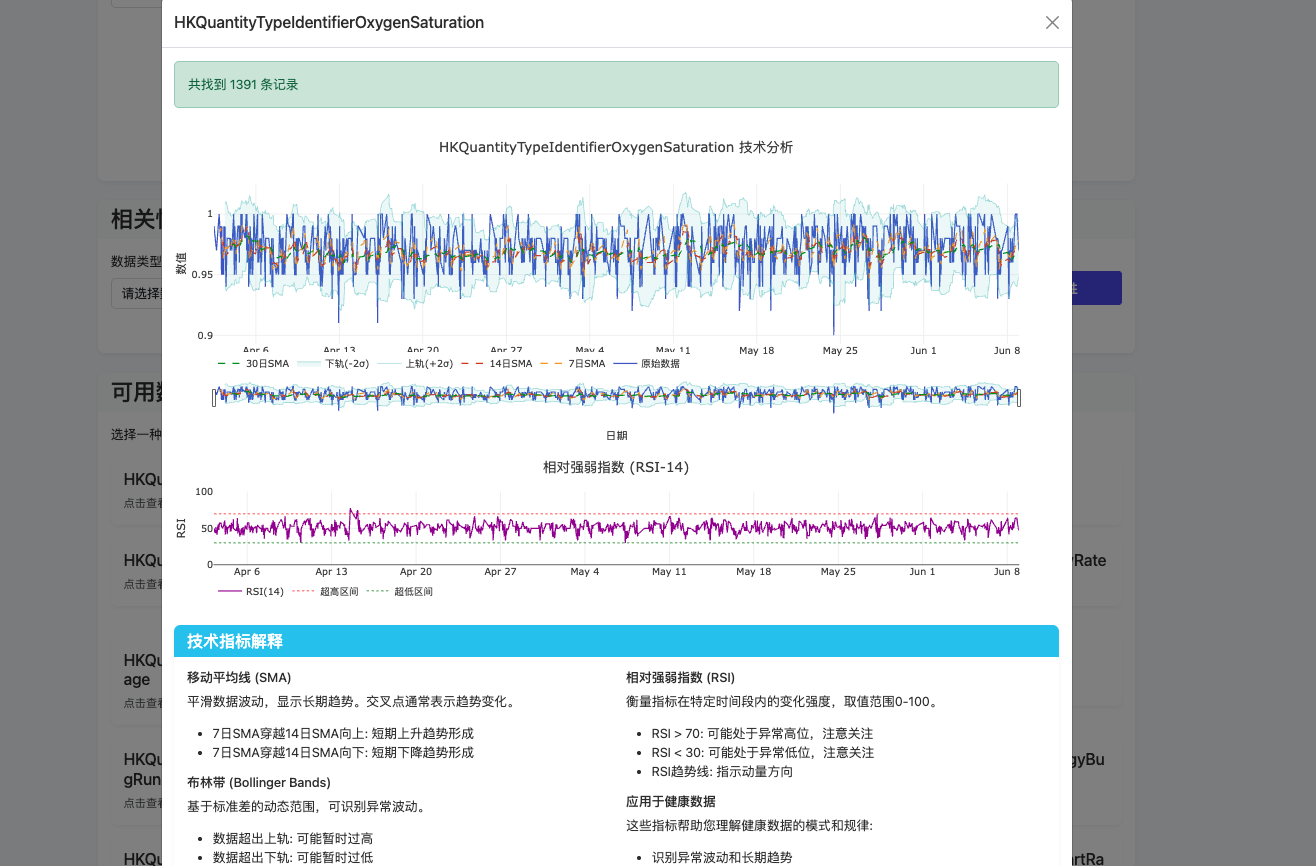 HKQuantityTypeIdentifierOxygenSaturation
共找到 1391 条记录
HKQuantityTypeIdentifierOxygenSaturation 技术分析
数值
1
0.95
0.9
Apr 6 Apr 13 Apr 20 Apr 27 May 4 May 11 May 18 May 25 Jun 1 Jun 8
30日SMA 下轨(-2σ) 上轨(+2σ) 14日SMA 7日SMA 原始数据
日期
相对强弱指数 (RSI-14)
RSI
100
50
0
Apr 6 Apr 13 Apr 20 Apr 27 May 4 May 11 May 18 May 25 Jun 1 Jun 8
RSI(14) 超高区间 超低区间
技术指标解释
移动平均线 (SMA)
平滑数据波动，显示长期趋势。交叉点通常表示趋势变化。
7日SMA穿越14日SMA向上: 短期上升趋势形成
7日SMA穿越14日SMA向下: 短期下降趋势形成
布林带 (Bollinger Bands)
基于标准差的动态范围，可识别异常波动。
数据超出上轨: 可能暂时过高
数据超出下轨: 可能暂时过低
相对强弱指数 (RSI)
衡量指标在特定时间段内的变化强度，取值范围0-100。
RSI > 70: 可能处于异常高位，注意关注
RSI < 30: 可能处于异常低位，注意关注
RSI趋势线: 指示动量方向
应用于健康数据
这些指标帮助您理解健康数据的模式和规律:
识别异常波动和长期趋势
相关
数据类型
请选择
可用
选择一种
HKQu
点击查看
HKQu
点击查看
HKQu
age
点击查看
HKQu
gRun
点击查看
HKQu
yRate
gyBu
artRa